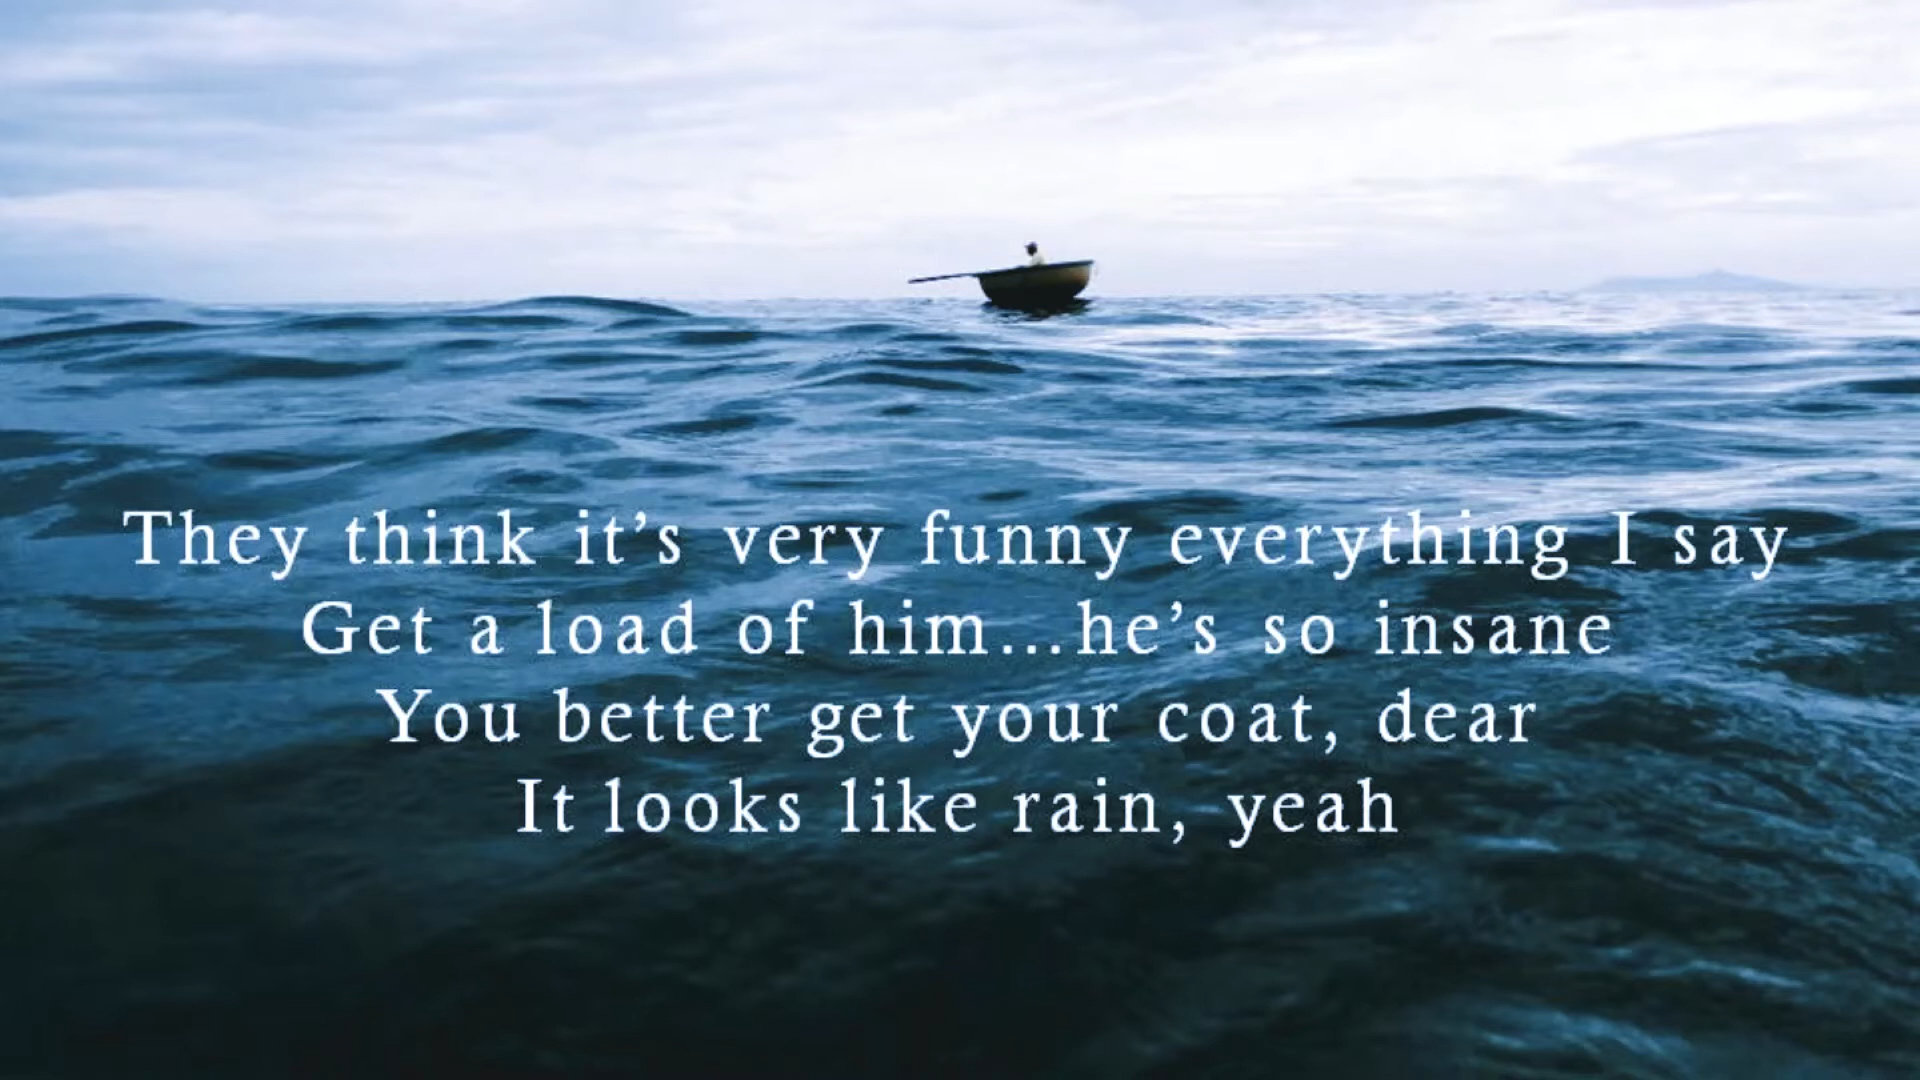 They think it’s very funny everything I say
Get a load of him...he’s so insane
You better get your coat, dear
It looks like rain, yeah